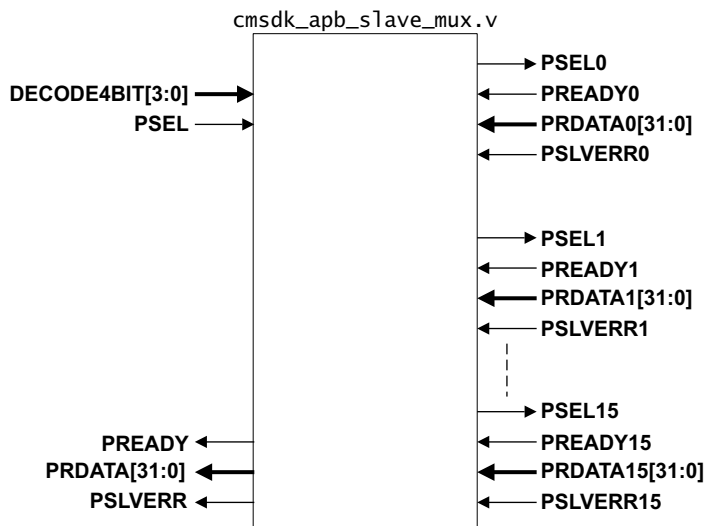 cmsdk_apb_slave_mux.v
DECODE4BIT[3:0]
PSEL
PREADY
PRDATA[31:0]
PSLVERR
PSEL0
PREADY0
PRDATA0[31:0]
PSLVERR0
PSEL1
PREADY1
PRDATA1[31:0]
PSLVERR1
PSEL15
PREADY15
PRDATA15[31:0]
PSLVERR15